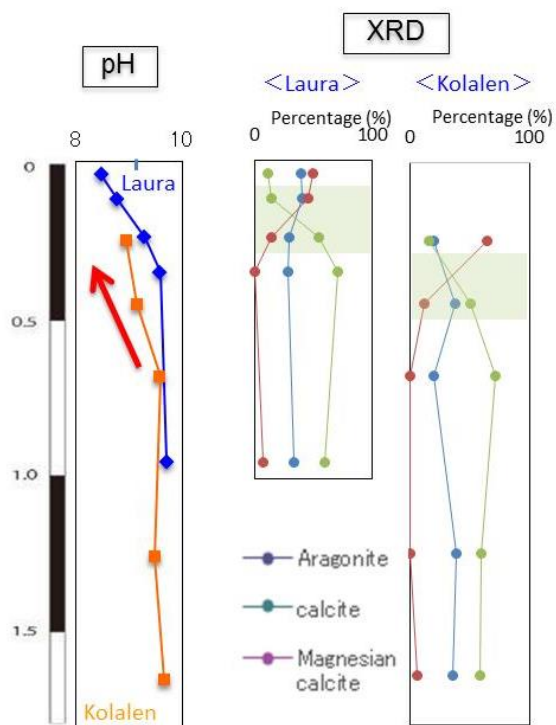 XRD
pH
<Laura>
<Kolalen>
Percentage (%)
Percentage (%)
8
10
0
100
0
100
0
Laura
0.5
1.0
Aragonite
calcite
Magnesian
calcite
1.5
Kolalen